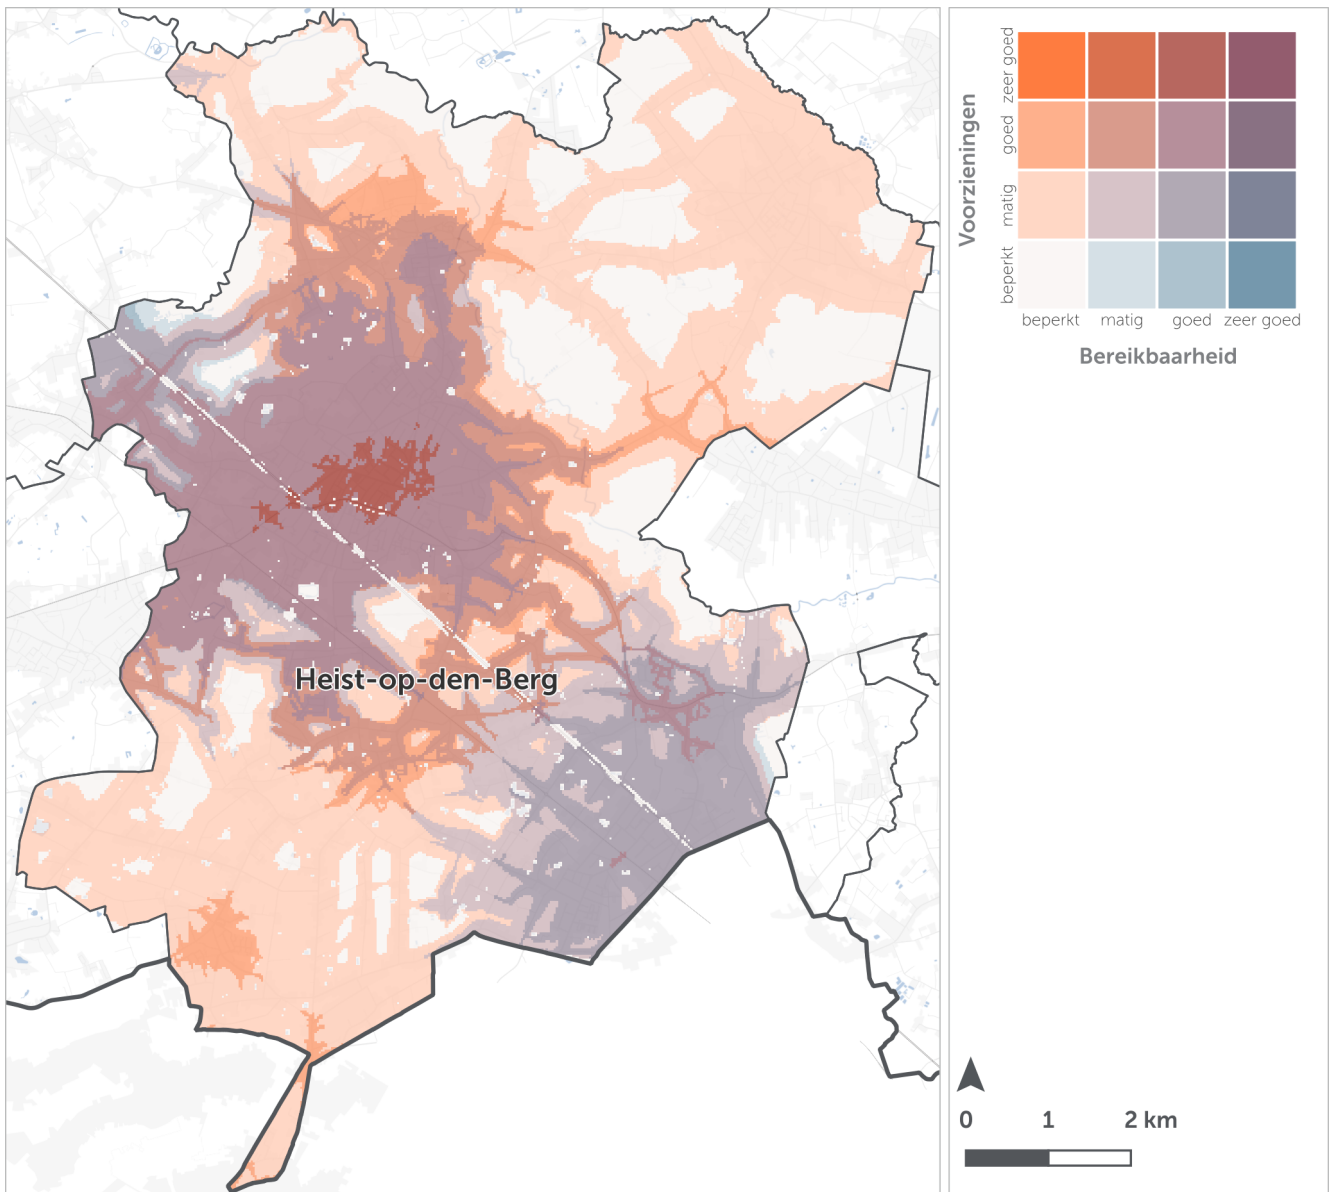 Heist-op-den-Berg
Voorzieningen
zeer goed
goed
matig
beperkt
beperkt matig goed zeer goed
Bereikbaarheid
0 1 2 km